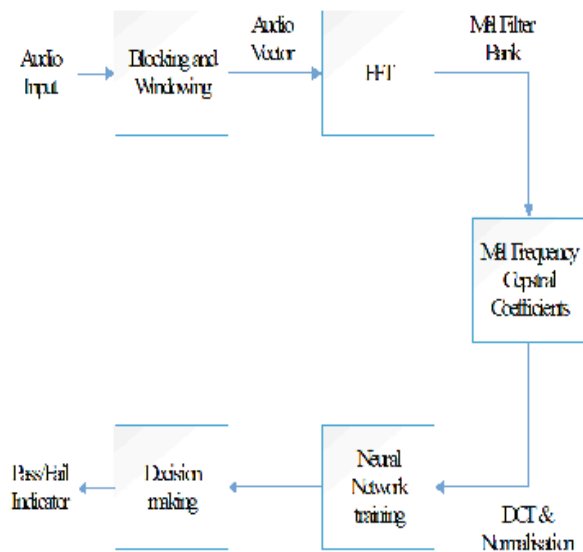 Audio
Input
Blocking and
Windowing
Audio
Vector
FFT
Mel Filter
Bank
Mel Frequency
Cepstral
Coefficients
DCT &
Normalisation
Neural
Network
training
Decision
making
Pass/Fail
Indicator